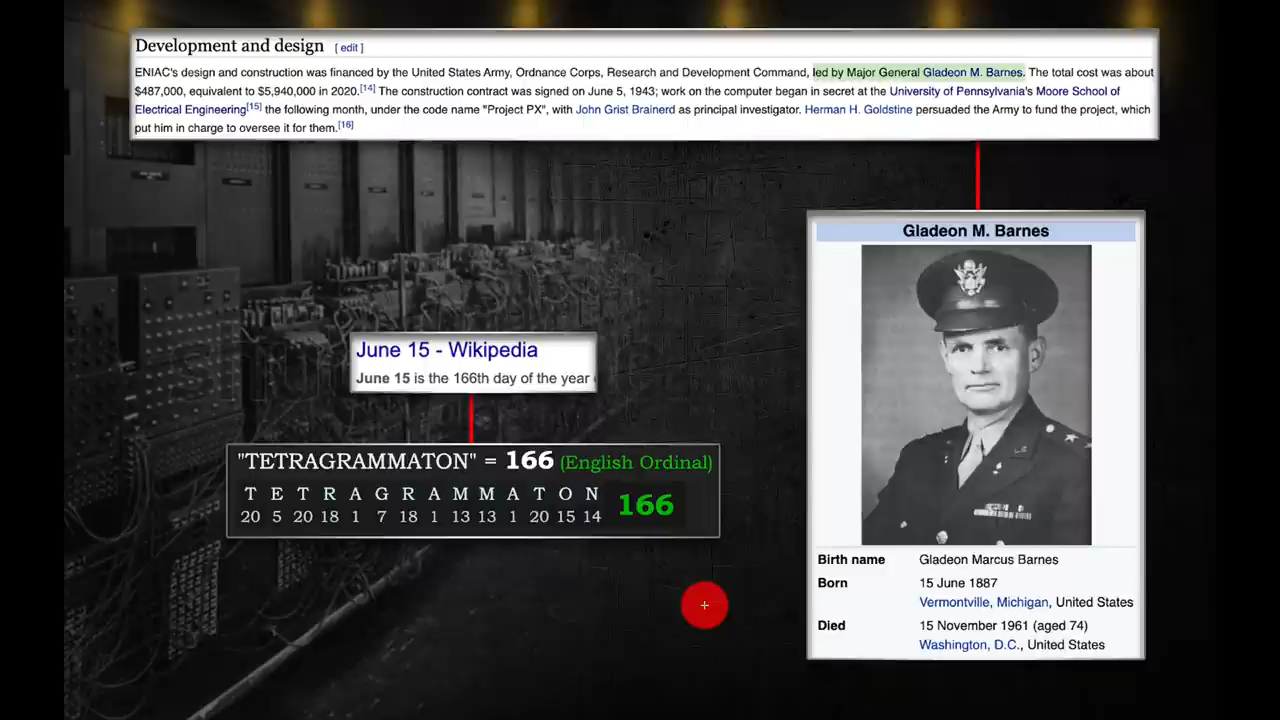 Development and design [ edit ]
ENIAC's design and construction was financed by the United States Army, Ordnance Corps, Research and Development Command, led by Major General Gladeon M. Barnes. The total cost was about
$487,000, equivalent to $5,940,000 in 2020.[14] The construction contract was signed on June 5, 1943; work on the computer began in secret at the University of Pennsylvania's Moore School of
Electrical Engineering[15] the following month, under the code name "Project PX", with John Grist Brainerd as principal investigator. Herman H. Goldstine persuaded the Army to fund the project, which
put him in charge to oversee it for them.[16]
Gladeon M. Barnes
June 15 - Wikipedia
June 15 is the 166th day of the year
"TETRAGRAMMATON" = 166 (English Ordinal)
T E T R A G R A M M A T O N
20 5 20 18 1 7 18 1 13 13 1 20 15 14
166
Birth name Gladeon Marcus Barnes
Born 15 June 1887
Vermontville, Michigan, United States
Died 15 November 1961 (aged 74)
Washington, D.C., United States